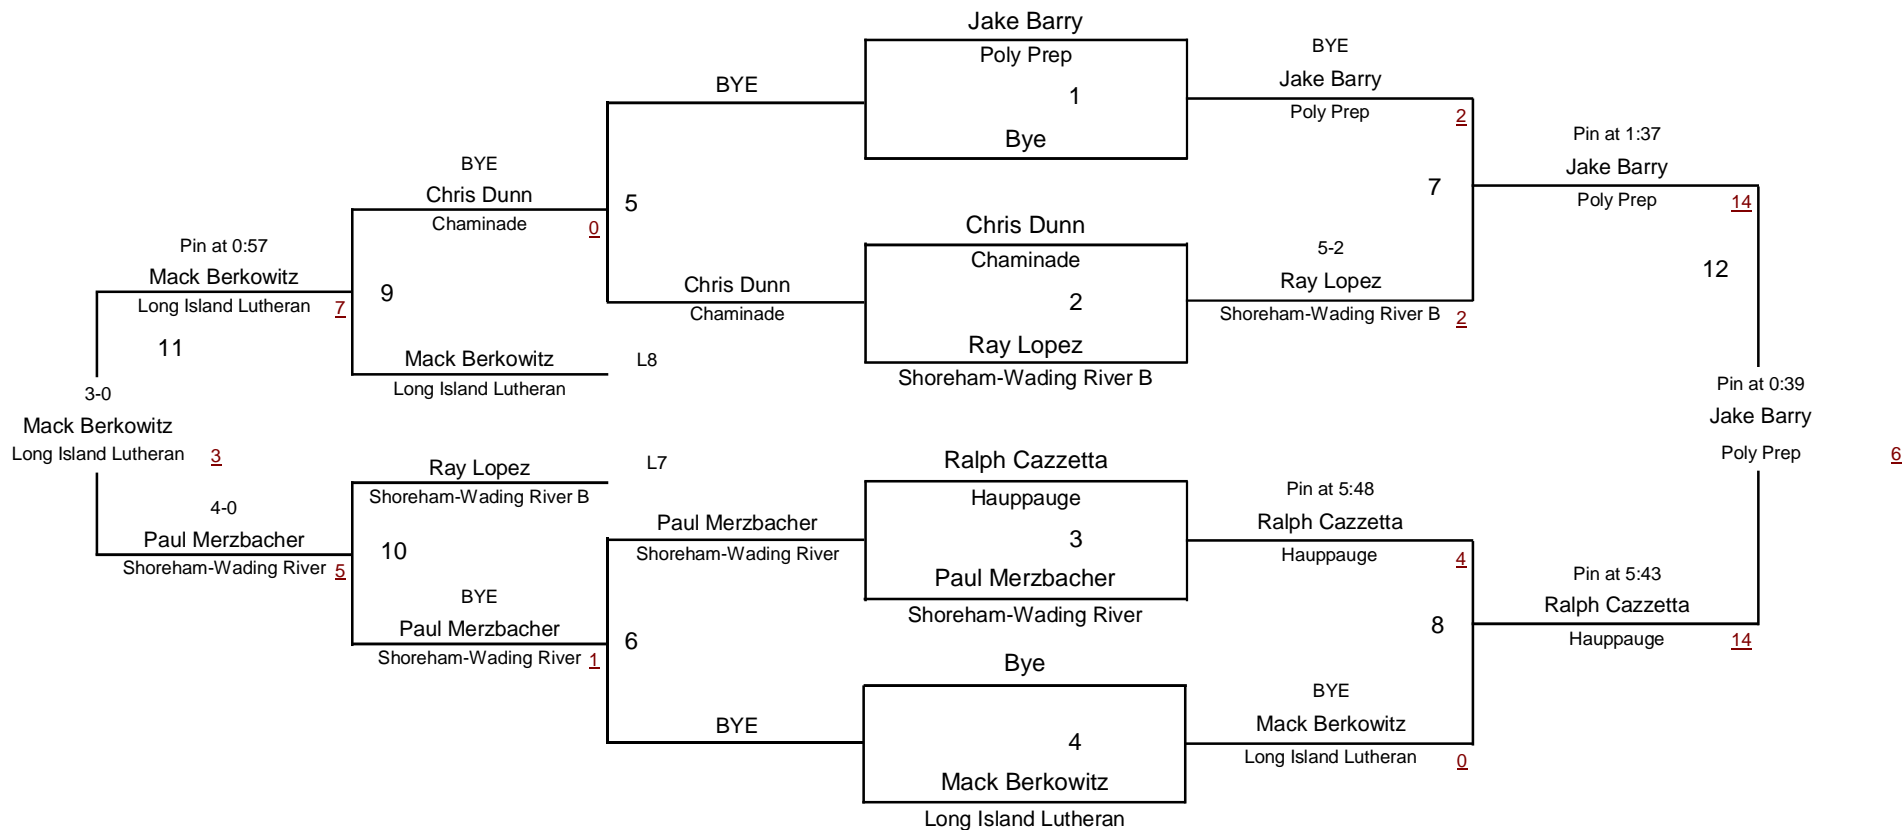 Jake Barry
Poly Prep
BYE
1
Bye
BYE
Jake Barry
Poly Prep
2
Pin at 1:37
Jake Barry
Poly Prep
14
7
BYE
Chris Dunn
Chaminade
0
5
Pin at 0:57
Mack Berkowitz
Long Island Lutheran
7
9
11
Chris Dunn
Chaminade
Chris Dunn
Chaminade
2
Ray Lopez
Shoreham-Wading River B
5-2
Ray Lopez
Shoreham-Wading River B
2
12
Mack Berkowitz
Long Island Lutheran
L8
3-0
Mack Berkowitz
Long Island Lutheran
3
Pin at 0:39
Jake Barry
Poly Prep
6
Ray Lopez
Shoreham-Wading River B
L7
4-0
Paul Merzbacher
Shoreham-Wading River
5
10
BYE
Paul Merzbacher
Shoreham-Wading River
1
Paul Merzbacher
Shoreham-Wading River
6
Ralph Cazzetta
Hauppauge
3
Paul Merzbacher
Shoreham-Wading River
Pin at 5:48
Ralph Cazzetta
Hauppauge
4
8
Pin at 5:43
Ralph Cazzetta
Hauppauge
14
BYE
Bye
4
Mack Berkowitz
Long Island Lutheran
BYE
Mack Berkowitz
Long Island Lutheran
0